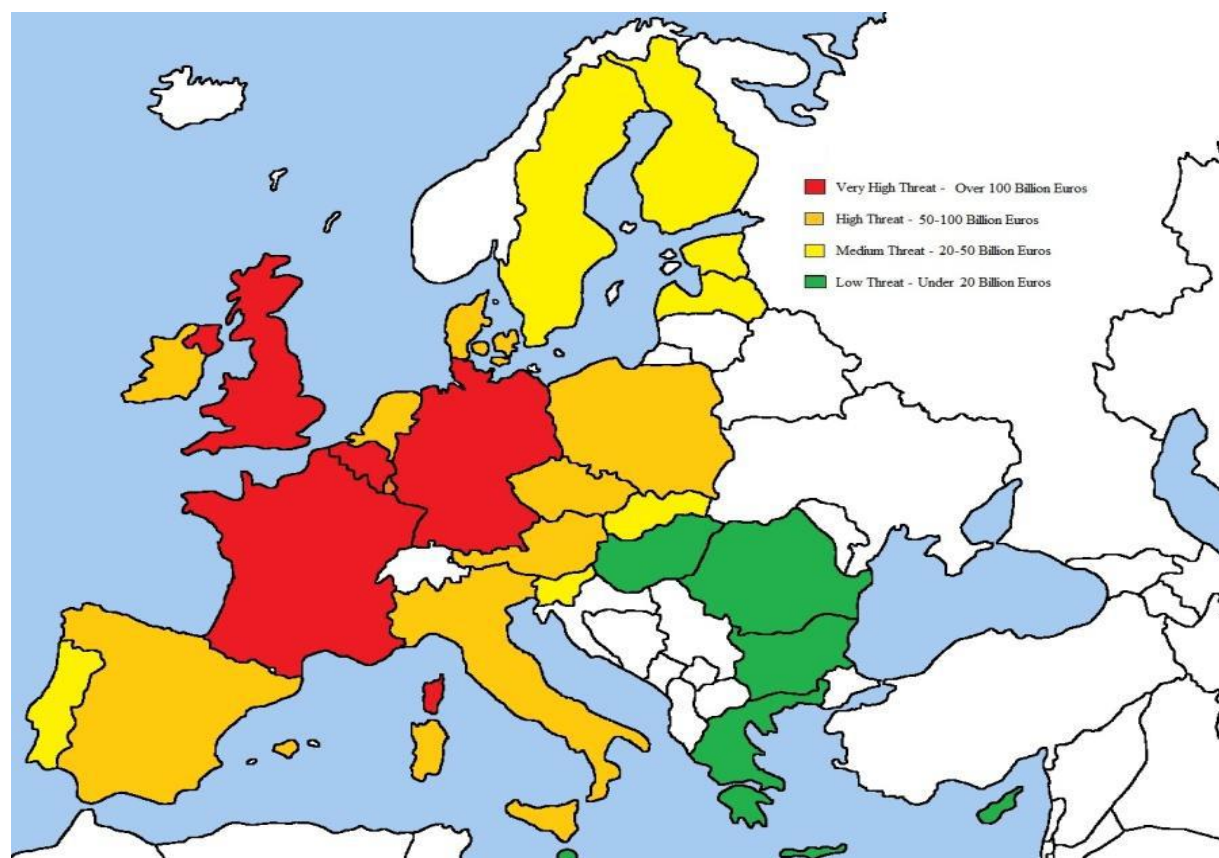 Very High Threat - Over 100 Billion Euros
High Threat - 50-100 Billion Euros
Medium Threat - 20-50 Billion Euros
Low Threat - Under 20 Billion Euros